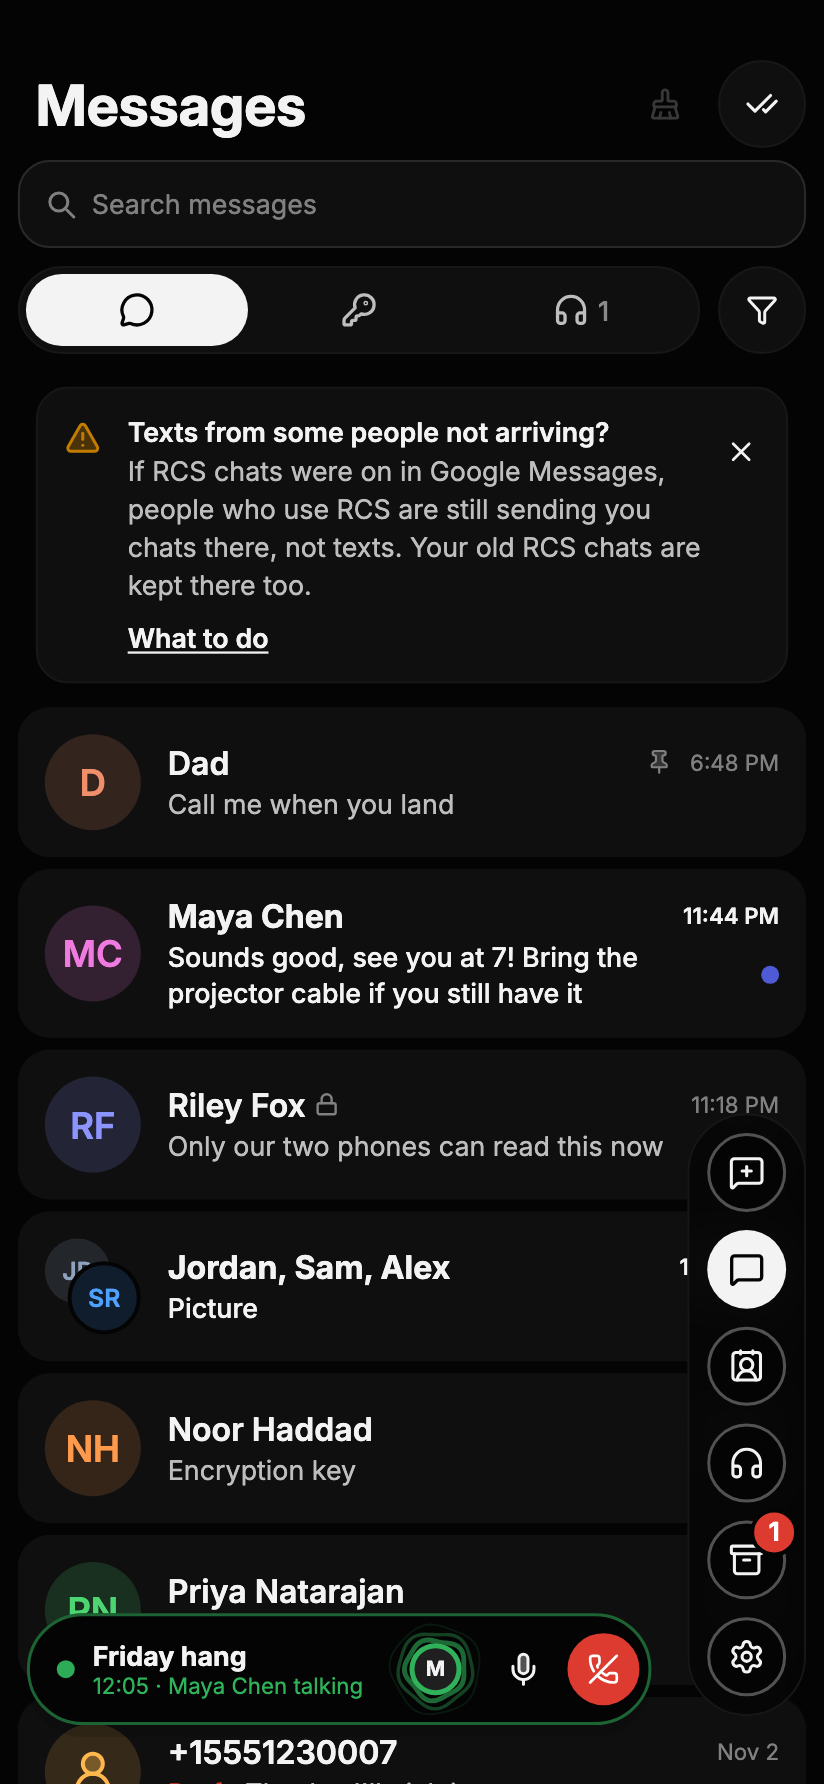 Messages
Search messages
1
Texts from some people not arriving?
If RCS chats were on in Google Messages,
people who use RCS are still sending you
chats there, not texts. Your old RCS chats are
kept there too.
What to do
D
Dad
6:48 PM
Call me when you land
MC
Maya Chen
11:44 PM
Sounds good, see you at 7! Bring the
projector cable if you still have it
RF
Riley Fox
11:18 PM
Only our two phones can read this now
SR
Jordan, Sam, Alex
Picture
NH
Noor Haddad
Encryption key
1
PN
Priya Natarajan
Friday hang
12:05 · Maya Chen talking
M
+15551230007
Nov 2